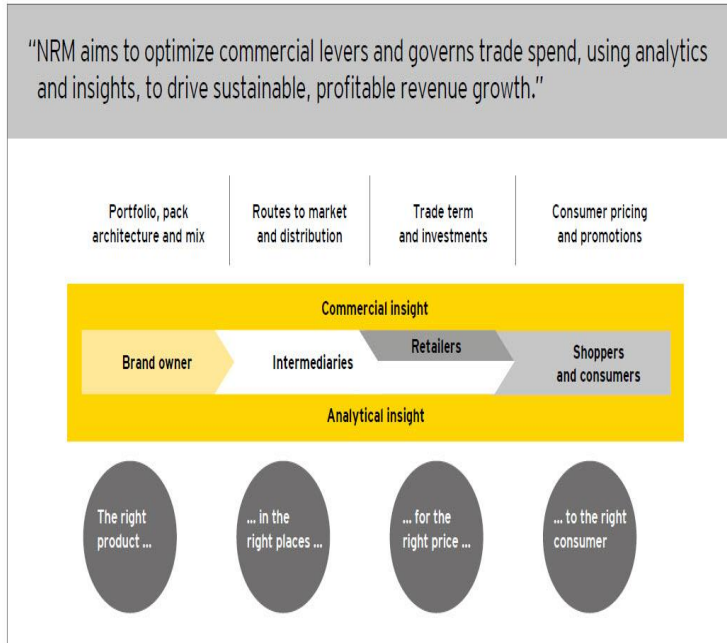 “NRM aims to optimize commercial levers and governs trade spend, using analytics
and insights, to drive sustainable, profitable revenue growth.”
Portfolio, pack
architecture and mix
Routes to market
and distribution
Trade term
and investments
Consumer pricing
and promotions
Commercial insight
Brand owner
Intermediaries
Retailers
Shoppers
and consumers
Analytical insight
The right
product ...
... in the
right places ...
... for the
right price ...
... to the right
consumer